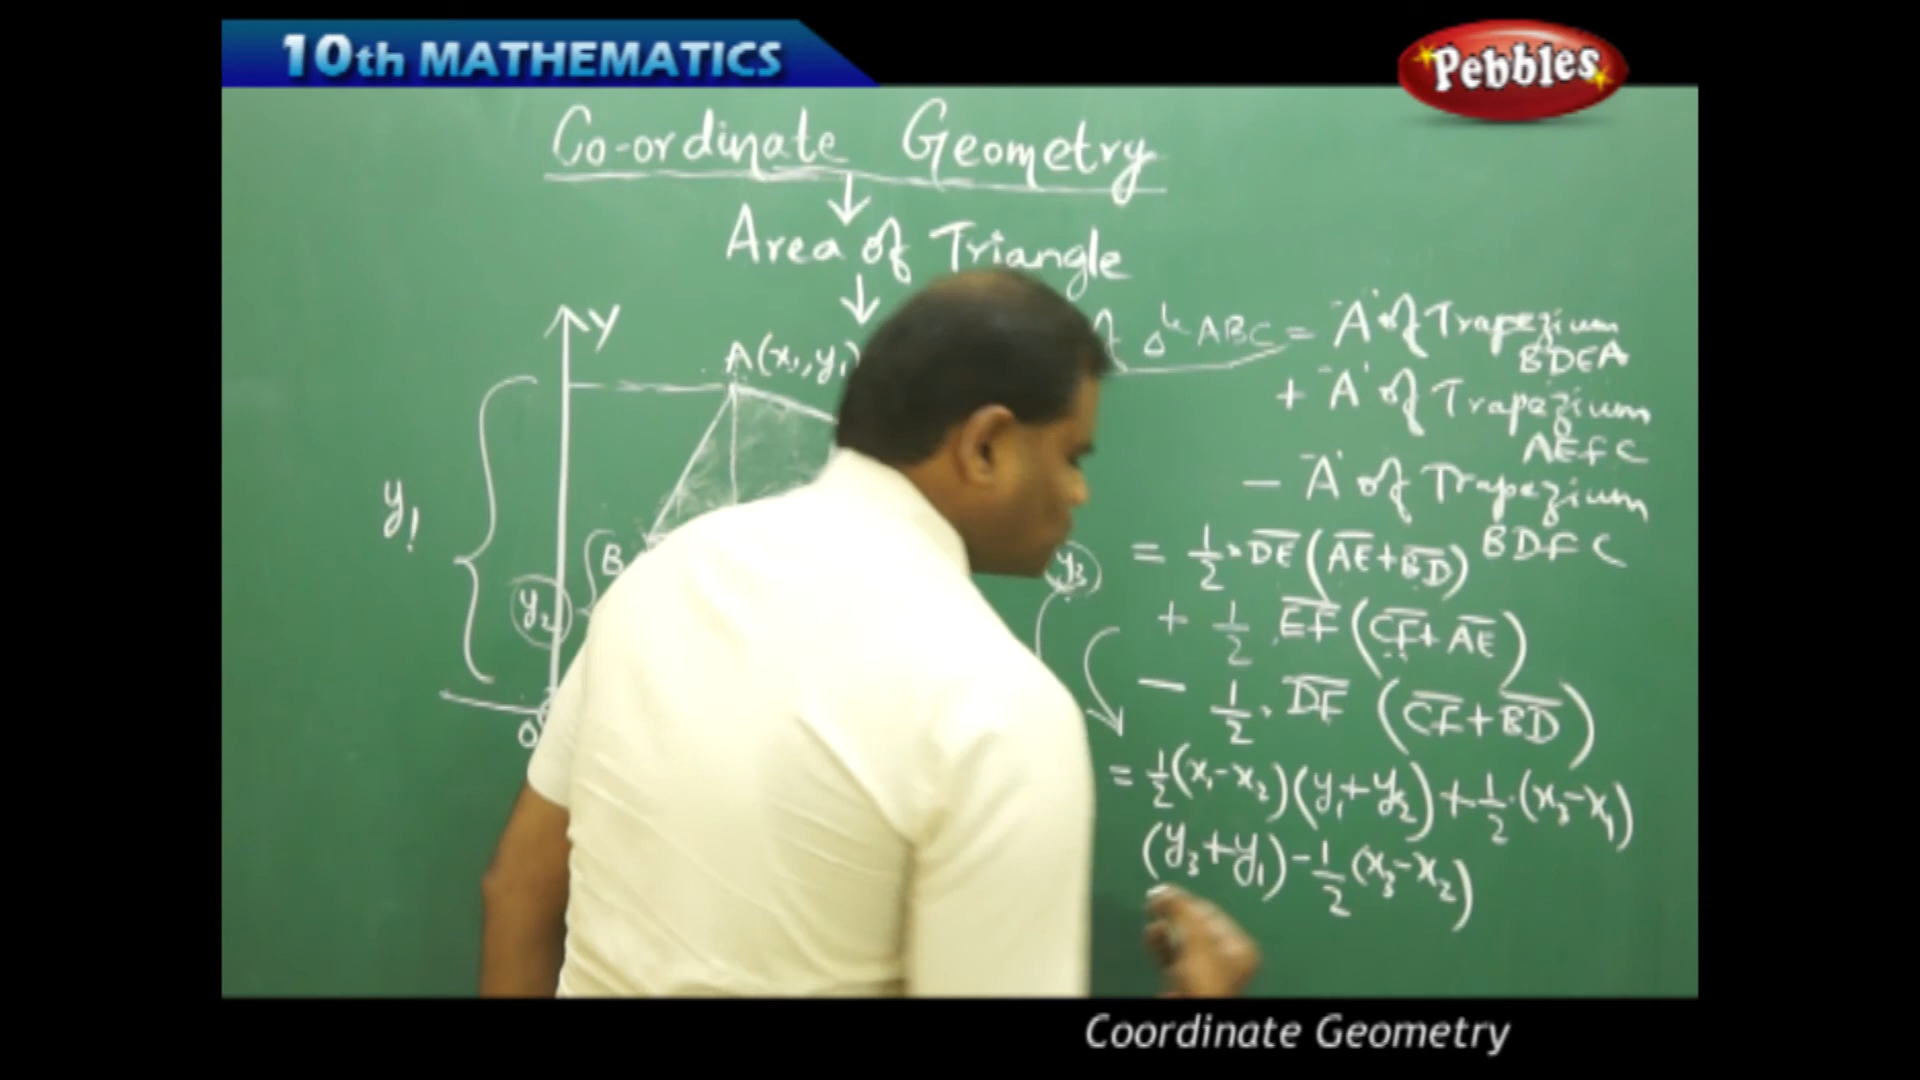 10th MATHEMATICS
Pebbles
Co-ordinate Geometry
Area of Triangle
Y
A(x₁, y₁)
y₁
B
y₂
O
y₃
Δle ABC = 'A' of Trapezium
BDEA
+ 'A' of Trapezium
AEFC
- 'A' of Trapezium
BDFC
= 1/2 · DE (AE + BD)
+ 1/2 · EF (CF + AE)
- 1/2 · DF (CF + BD)
= 1/2 (x₁ - x₂)(y₁ + y₂) + 1/2 · (x₃ - x₁)
(y₃ + y₁) - 1/2 (x₃ - x₂)
Coordinate Geometry